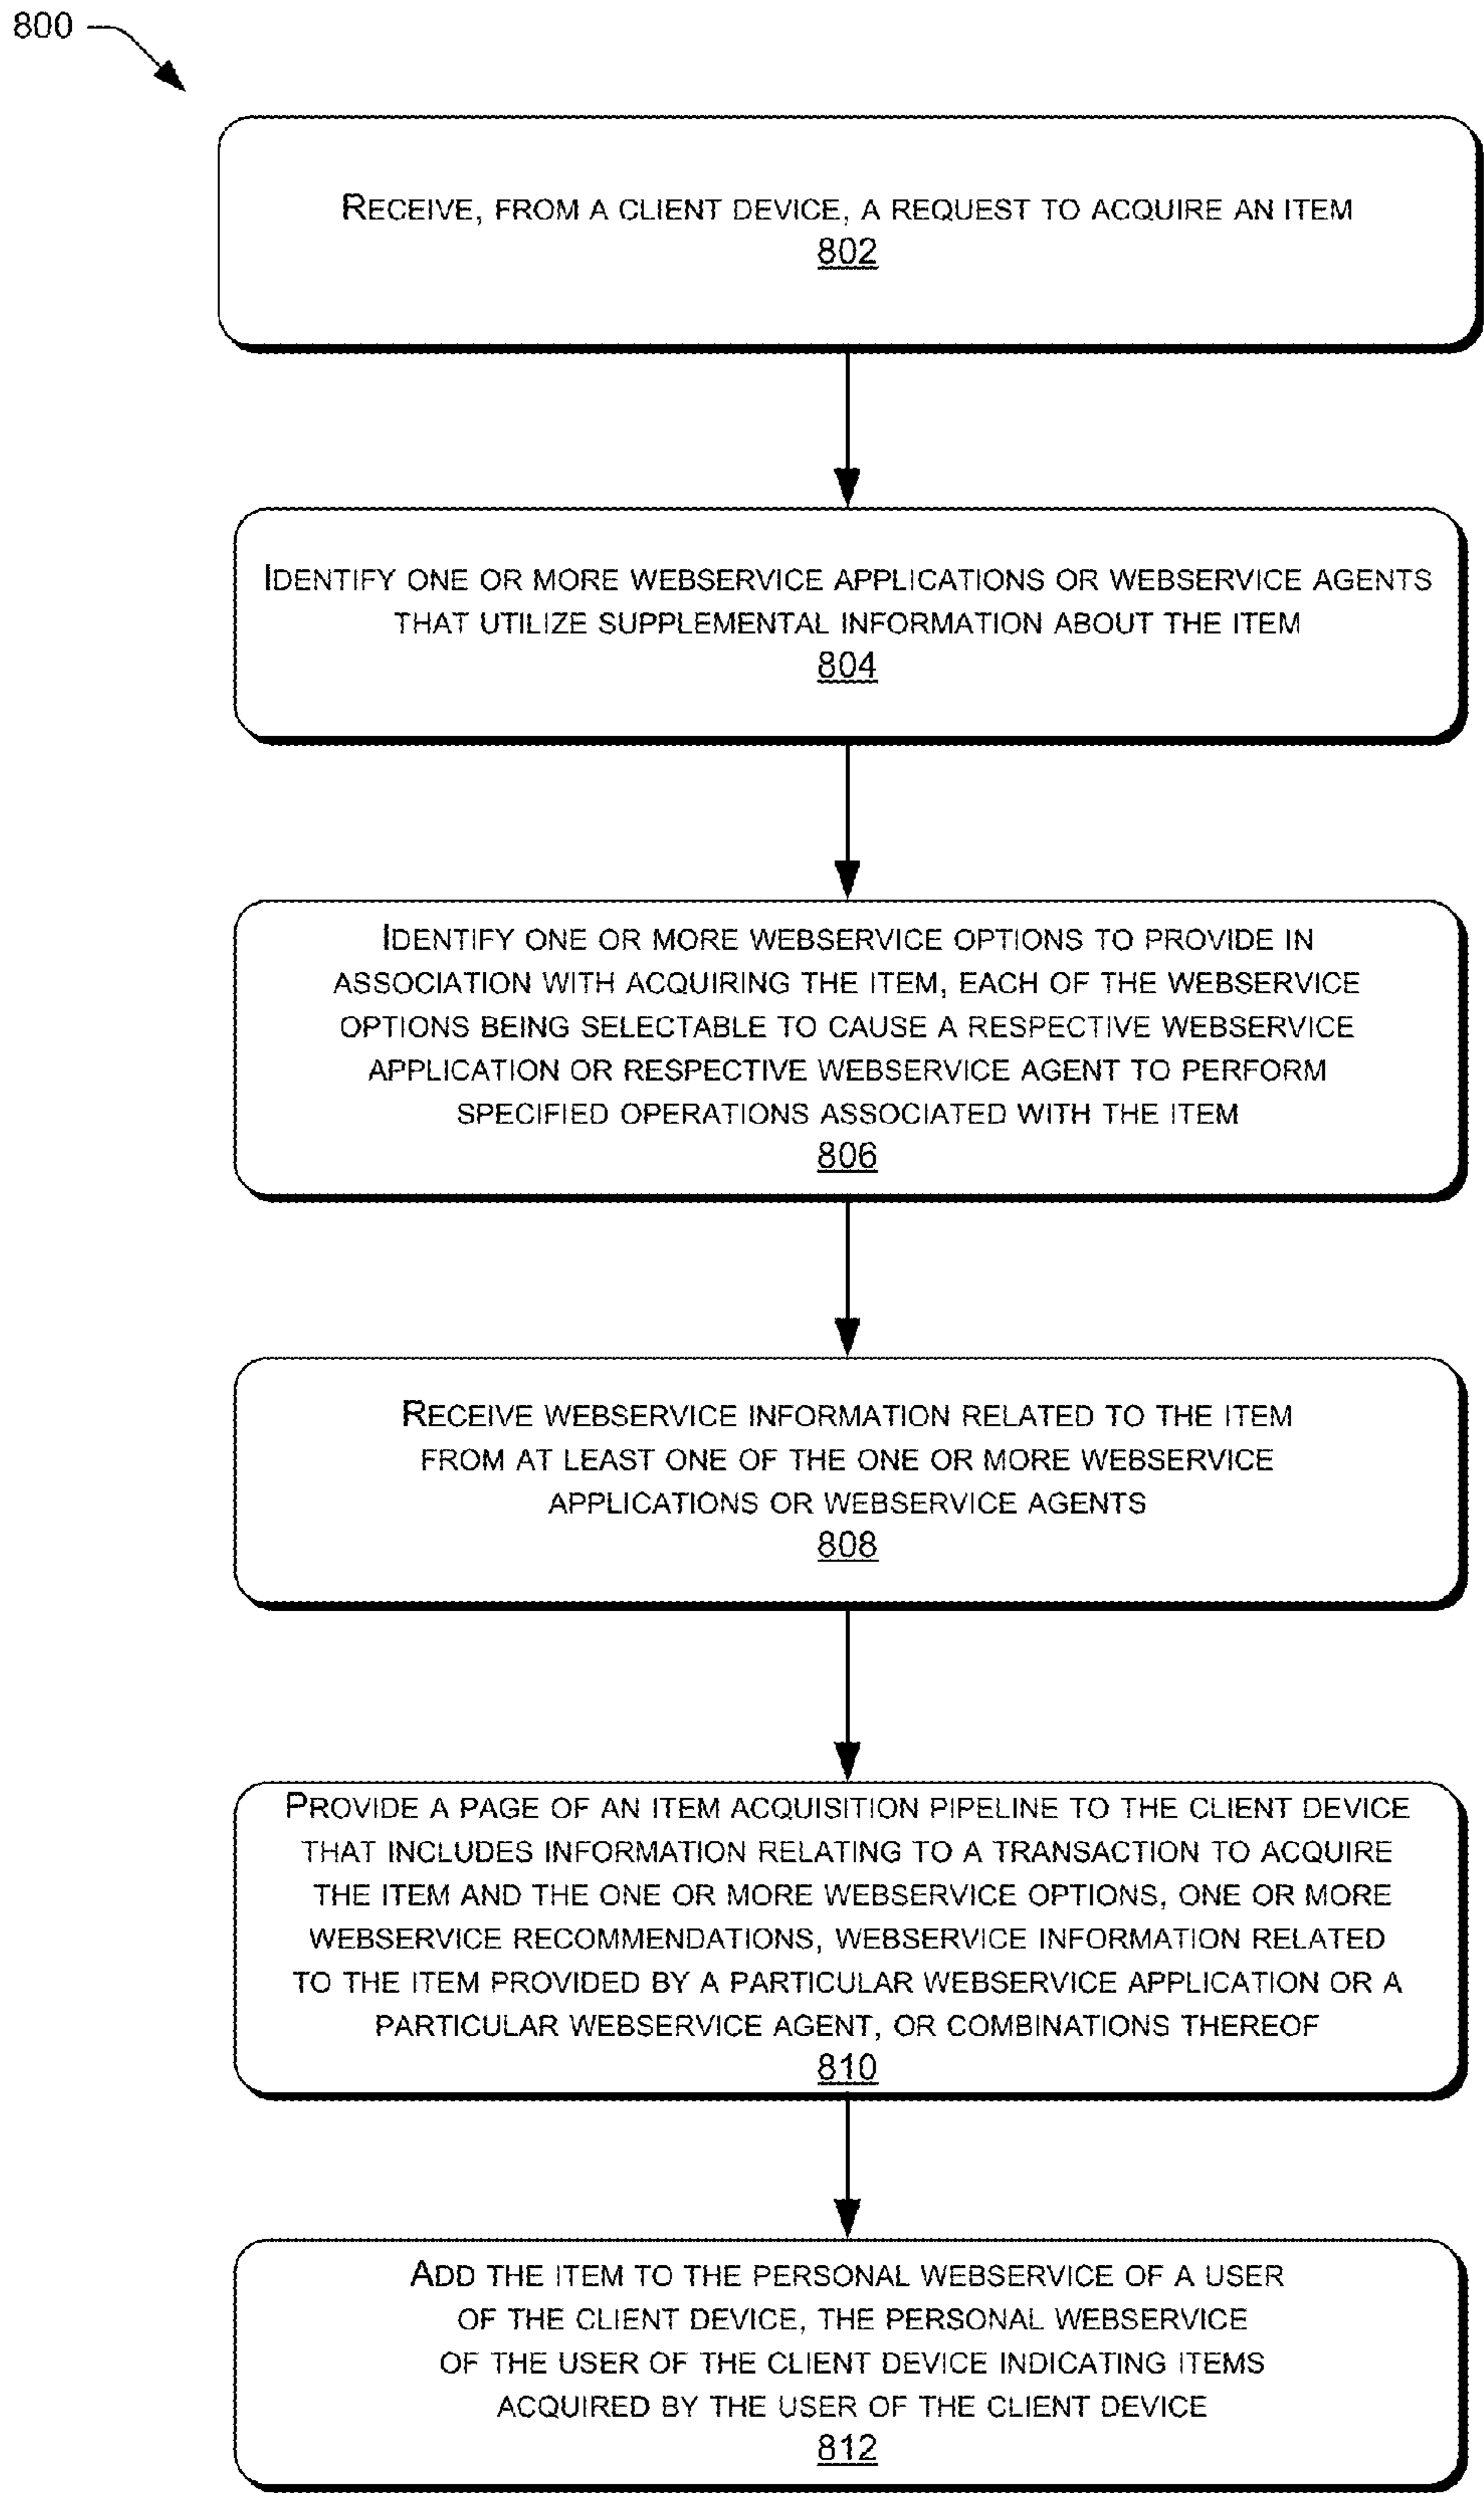 800
RECEIVE, FROM A CLIENT DEVICE, A REQUEST TO ACQUIRE AN ITEM
802
IDENTIFY ONE OR MORE WEBSERVICE APPLICATIONS OR WEBSERVICE AGENTS
THAT UTILIZE SUPPLEMENTAL INFORMATION ABOUT THE ITEM
804
IDENTIFY ONE OR MORE WEBSERVICE OPTIONS TO PROVIDE IN
ASSOCIATION WITH ACQUIRING THE ITEM, EACH OF THE WEBSERVICE
OPTIONS BEING SELECTABLE TO CAUSE A RESPECTIVE WEBSERVICE
APPLICATION OR RESPECTIVE WEBSERVICE AGENT TO PERFORM
SPECIFIED OPERATIONS ASSOCIATED WITH THE ITEM
806
RECEIVE WEBSERVICE INFORMATION RELATED TO THE ITEM
FROM AT LEAST ONE OF THE ONE OR MORE WEBSERVICE
APPLICATIONS OR WEBSERVICE AGENTS
808
PROVIDE A PAGE OF AN ITEM ACQUISITION PIPELINE TO THE CLIENT DEVICE
THAT INCLUDES INFORMATION RELATING TO A TRANSACTION TO ACQUIRE
THE ITEM AND THE ONE OR MORE WEBSERVICE OPTIONS, ONE OR MORE
WEBSERVICE RECOMMENDATIONS, WEBSERVICE INFORMATION RELATED
TO THE ITEM PROVIDED BY A PARTICULAR WEBSERVICE APPLICATION OR A
PARTICULAR WEBSERVICE AGENT, OR COMBINATIONS THEREOF
810
ADD THE ITEM TO THE PERSONAL WEBSERVICE OF A USER
OF THE CLIENT DEVICE, THE PERSONAL WEBSERVICE
OF THE USER OF THE CLIENT DEVICE INDICATING ITEMS
ACQUIRED BY THE USER OF THE CLIENT DEVICE
812